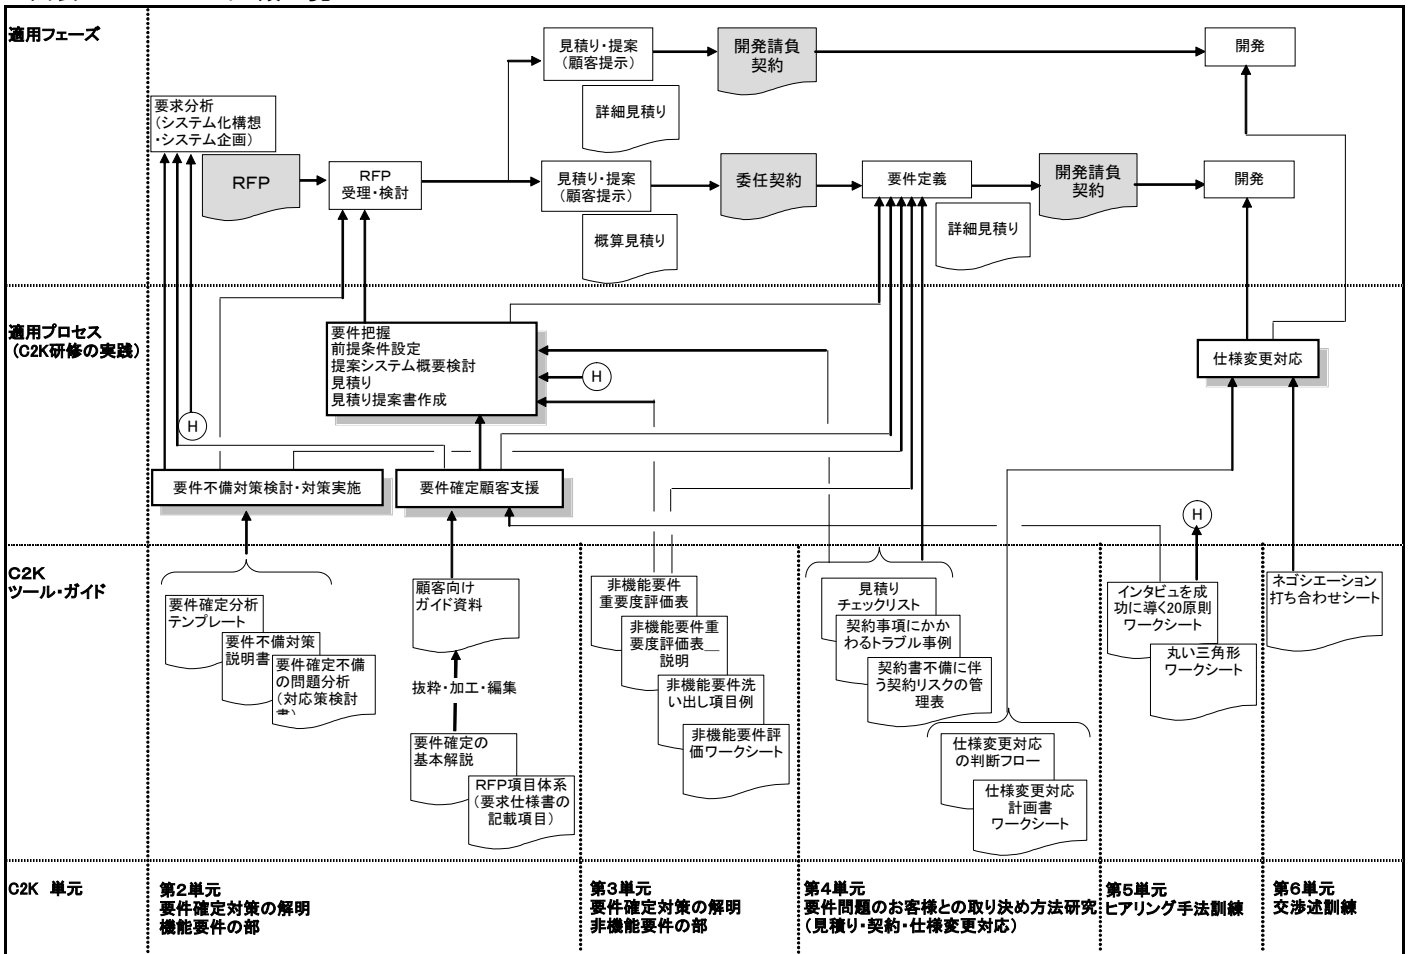 適用フェーズ
見積り・提案
(顧客提示)
開発請負
契約
開発
詳細見積り
要求分析
(システム化構想
・システム企画)
RFP
RFP
受理・検討
見積り・提案
(顧客提示)
委任契約
要件定義
開発請負
契約
開発
概算見積り
詳細見積り
適用プロセス
(C2K研修の実践)
要件把握
前提条件設定
提案システム概要検討
見積り
見積り提案書作成
H
仕様変更対応
H
要件不備対策検討・対策実施
要件確定顧客支援
H
C2K
ツール・ガイド
要件確定分析
テンプレート
要件不備対策
説明書
要件確定不備
の問題分析
(対応策検討
書)
顧客向け
ガイド資料
抜粋・加工・編集
要件確定の
基本解説
RFP項目体系
(要求仕様書の
記載項目)
非機能要件
重要度評価表
非機能要件重
要度評価表__
説明
非機能要件洗
い出し項目例
非機能要件評
価ワークシート
見積り
チェックリスト
契約事項にかか
わるトラブル事例
契約書不備に伴
う契約リスクの管
理表
仕様変更対応
の判断フロー
仕様変更対応
計画書
ワークシート
インタビュを成
功に導く20原則
ワークシート
丸い三角形
ワークシート
ネゴシエーション
打ち合わせシート
C2K 単元
第2単元
要件確定対策の解明
機能要件の部
第3単元
要件確定対策の解明
非機能要件の部
第4単元
要件問題のお客様との取り決め方法研究
(見積り・契約・仕様変更対応)
第5単元
ヒアリング手法訓練
第6単元
交渉述訓練